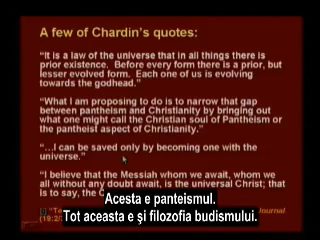 A few of Chardin's quotes:
"It is a law of the universe that in all things there is
prior existence.  Before every form there is a prior, but
lesser evolved form.  Each one of us is evolving
towards the godhead."
"What I am proposing to do is to narrow that gap
between pantheism and Christianity by bringing out
what one might call the Christian soul of Pantheism or
the pantheist aspect of Christianity."
"…I can be saved only by becoming one with the
universe."
"I believe that the Messiah whom we await, whom we
all without any doubt await, is the universal Christ; that
is to say, the
Acesta e panteismul.
Journal
Tot aceasta e şi filozofia budismului.